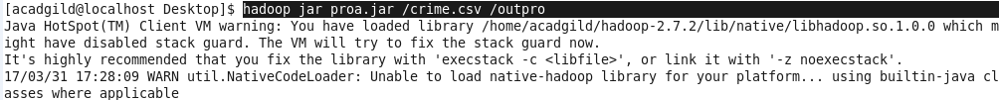 [acadgild@localhost Desktop]$ hadoop jar proa.jar /crime.csv /outpro
Java HotSpot(TM) Client VM warning: You have loaded library /home/acadgild/hadoop-2.7.2/lib/native/libhadoop.so.1.0.0 which m
ight have disabled stack guard. The VM will try to fix the stack guard now.
It's highly recommended that you fix the library with 'execstack -c <libfile>', or link it with '-z noexecstack'.
17/03/31 17:28:09 WARN util.NativeCodeLoader: Unable to load native-hadoop library for your platform... using builtin-java cl
asses where applicable